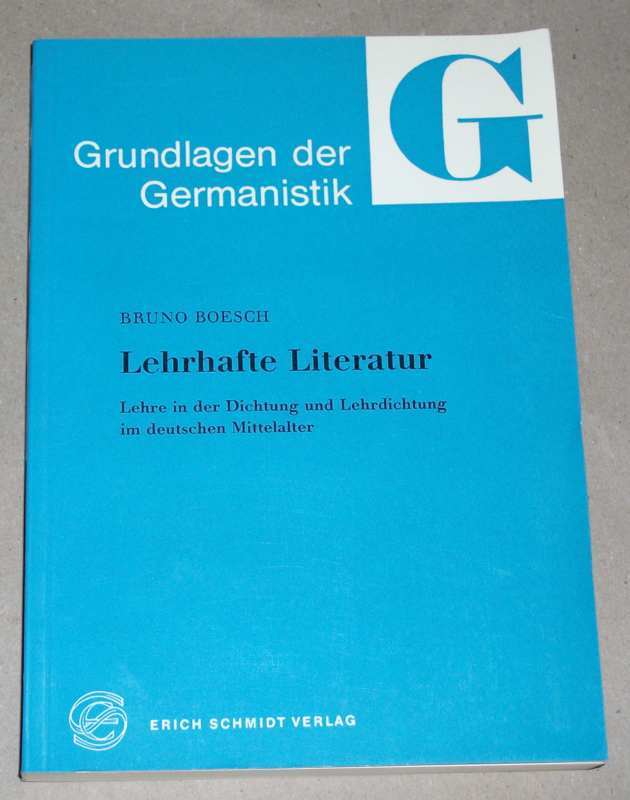 G
Grundlagen der
Germanistik
BRUNO BOESCH
Lehrhafte Literatur
Lehre in der Dichtung und Lehrdichtung
im deutschen Mittelalter
ERICH SCHMIDT VERLAG